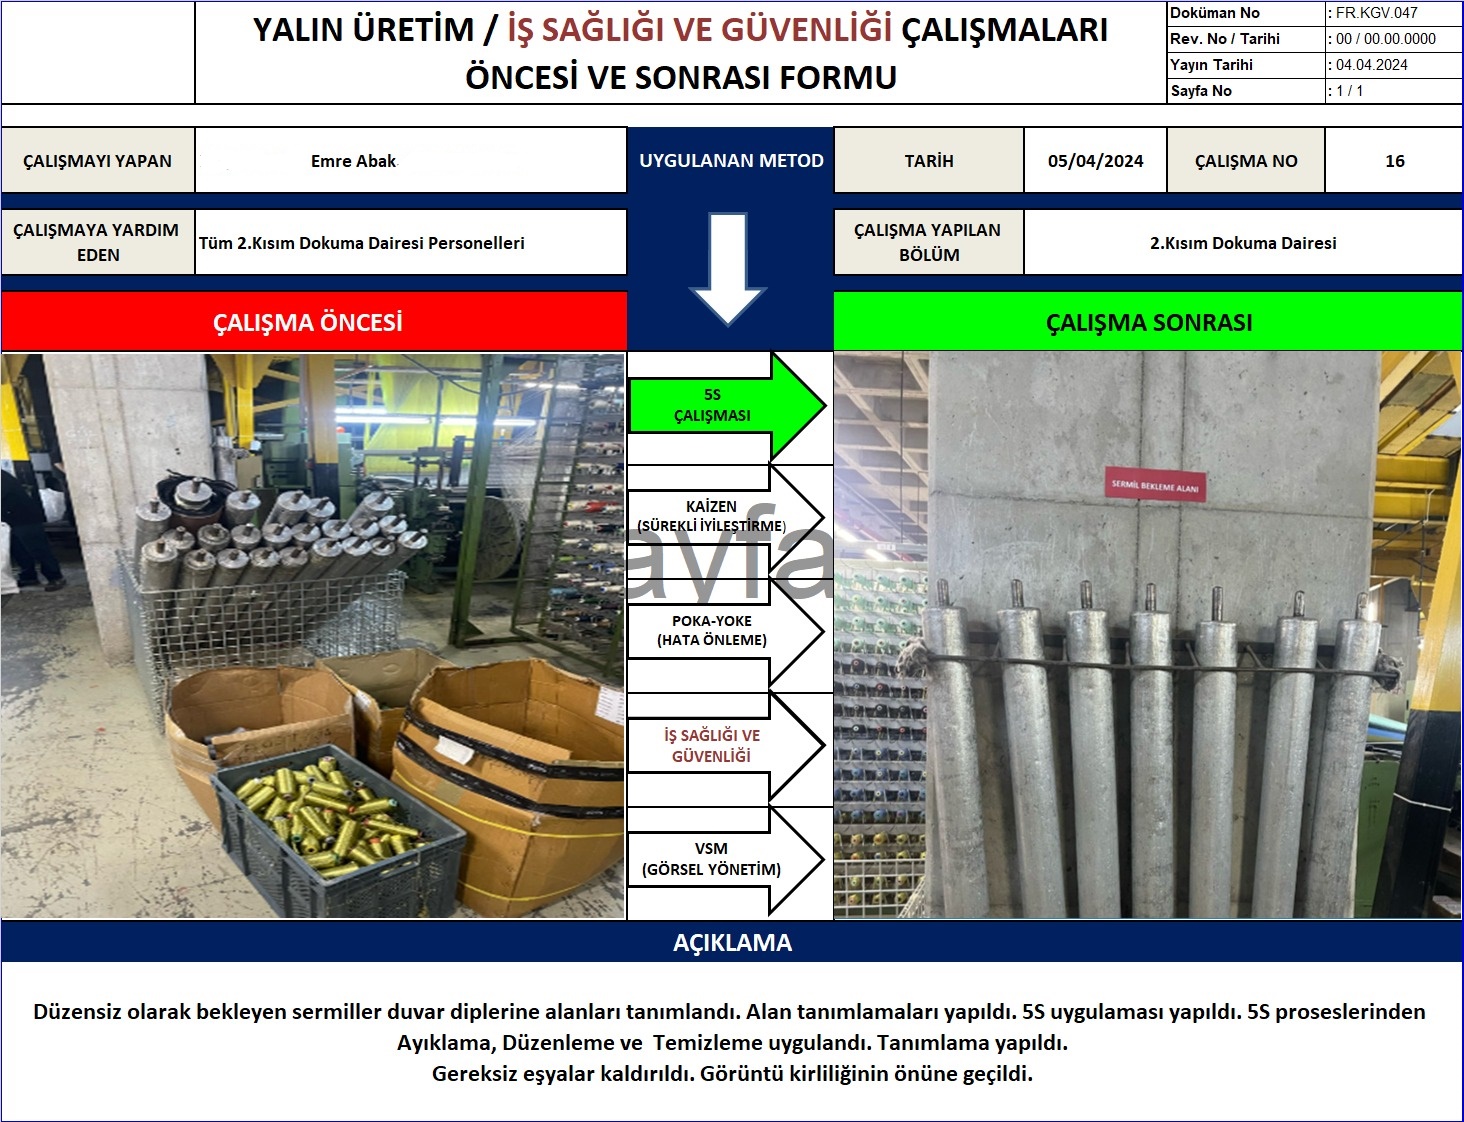 YALIN ÜRETİM / İŞ SAĞLIĞI VE GÜVENLİĞİ ÇALIŞMALARI
ÖNCESİ VE SONRASI FORMU
Doküman No : FR.KGV.047
Rev. No / Tarihi : 00 / 00.00.0000
Yayın Tarihi : 04.04.2024
Sayfa No : 1 / 1
ÇALIŞMAYI YAPAN
Emre Abak
UYGULANAN METOD
TARİH
05/04/2024
ÇALIŞMA NO
16
ÇALIŞMAYA YARDIM
EDEN
Tüm 2.Kısım Dokuma Dairesi Personelleri
ÇALIŞMA YAPILAN
BÖLÜM
2.Kısım Dokuma Dairesi
ÇALIŞMA ÖNCESİ
ÇALIŞMA SONRASI
5S
ÇALIŞMASI
KAİZEN
(SÜREKLİ İYİLEŞTİRME)
ayfa
POKA-YOKE
(HATA ÖNLEME)
İŞ SAĞLIĞI VE
GÜVENLİĞİ
VSM
(GÖRSEL YÖNETİM)
SERMİL BEKLEME ALANI
AÇIKLAMA
Düzensiz olarak bekleyen sermiller duvar diplerine alanları tanımlandı. Alan tanımlamaları yapıldı. 5S uygulaması yapıldı. 5S proseslerinden
Ayıklama, Düzenleme ve  Temizleme uygulandı. Tanımlama yapıldı.
Gereksiz eşyalar kaldırıldı. Görüntü kirliliğinin önüne geçildi.